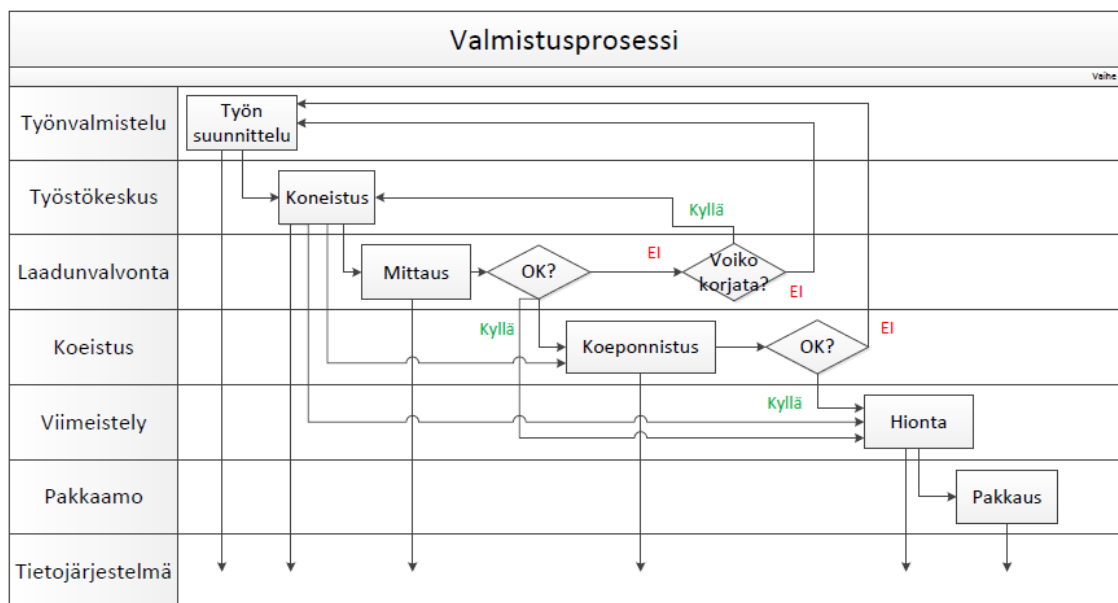 Valmistusprosessi
Vaihe
Työnvalmistelu
Työn
suunnittelu
Työstökeskus
Koneistus
Kyllä
Laadunvalvonta
Mittaus
OK?
EI
Voiko
korjata?
EI
Koeistus
Kyllä
Koeponnistus
OK?
EI
Viimeistely
Kyllä
Hionta
Pakkaamo
Pakkaus
Tietojärjestelmä